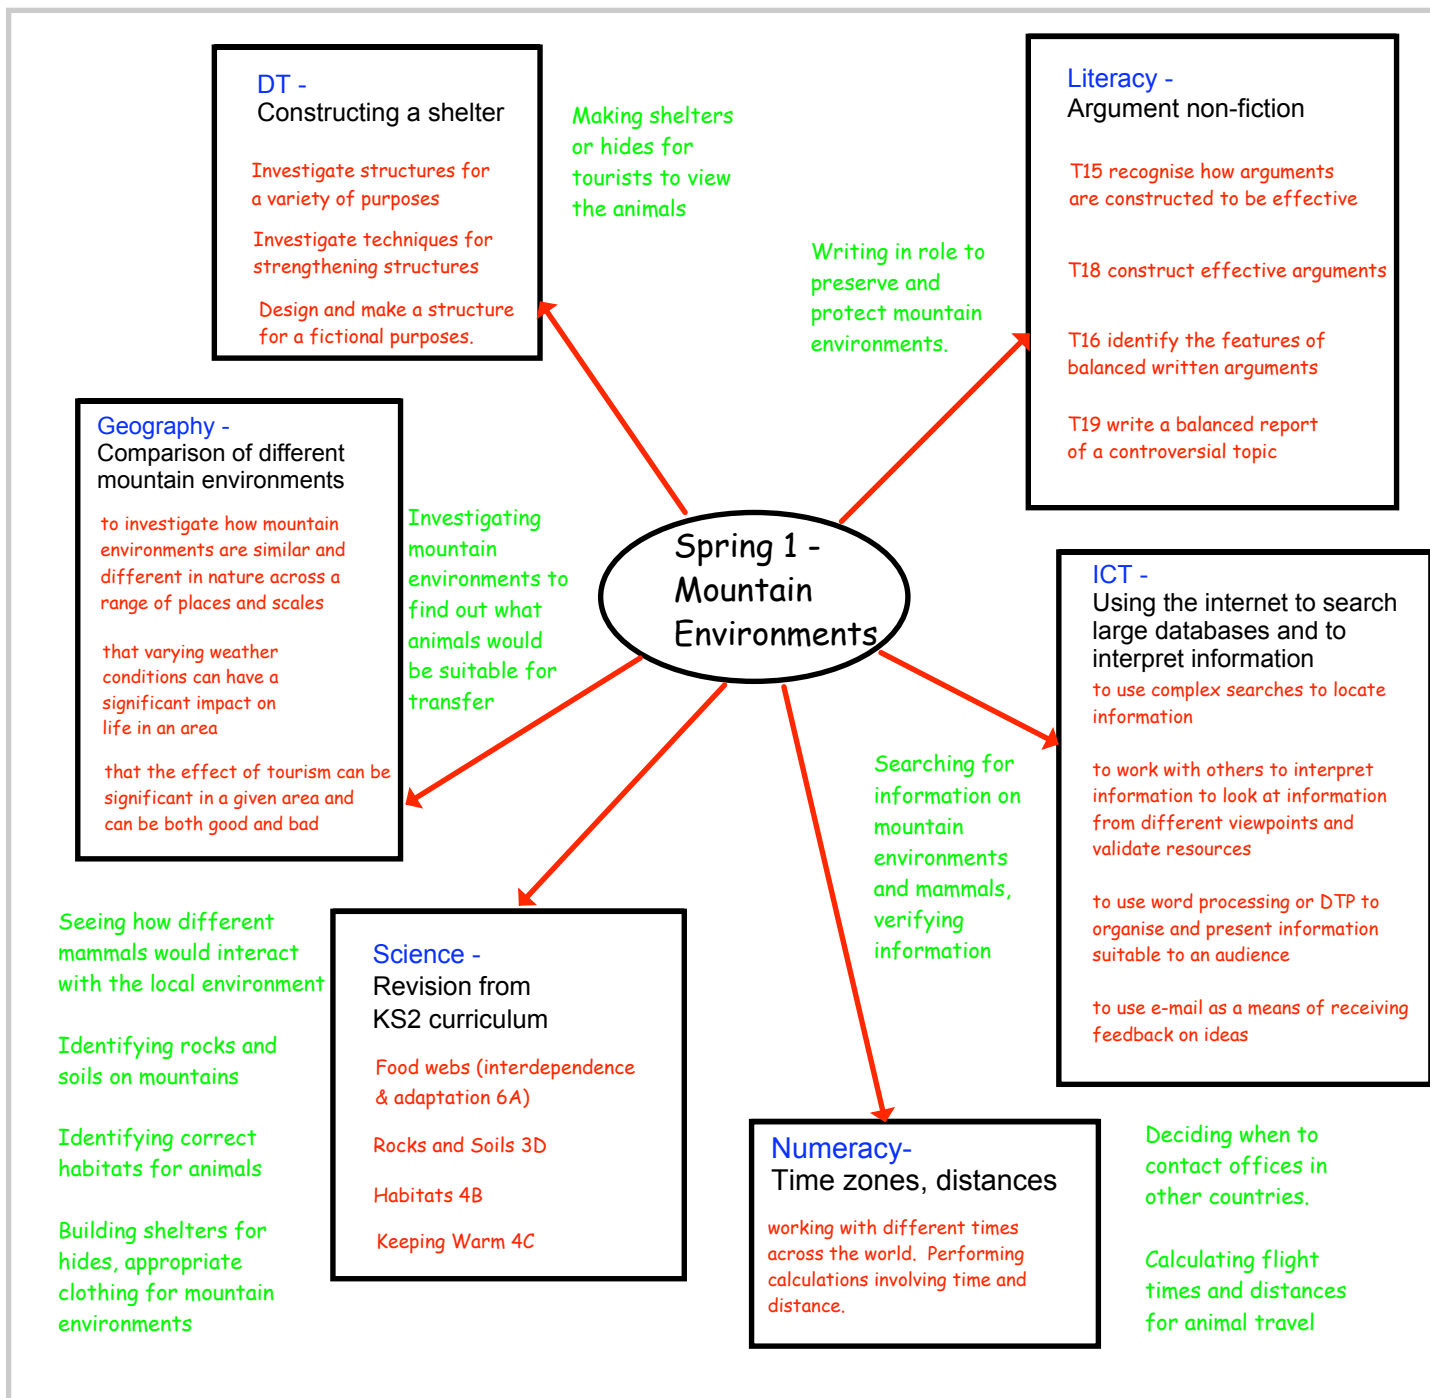 DT -
Constructing a shelter
Investigate structures for
a variety of purposes
Investigate techniques for
strengthening structures
Design and make a structure
for a fictional purposes.
Making shelters
or hides for
tourists to view
the animals
Literacy -
Argument non-fiction
T15 recognise how arguments
are constructed to be effective
T18 construct effective arguments
T16 identify the features of
balanced written arguments
T19 write a balanced report
of a controversial topic
Writing in role to
preserve and
protect mountain
environments.
Geography -
Comparison of different
mountain environments
to investigate how mountain
environments are similar and
different in nature across a
range of places and scales
that varying weather
conditions can have a
significant impact on
life in an area
that the effect of tourism can be
significant in a given area and
can be both good and bad
Investigating
mountain
environments to
find out what
animals would
be suitable for
transfer
Spring 1 -
Mountain
Environments
ICT -
Using the internet to search
large databases and to
interpret information
to use complex searches to locate
information
to work with others to interpret
information to look at information
from different viewpoints and
validate resources
to use word processing or DTP to
organise and present information
suitable to an audience
to use e-mail as a means of receiving
feedback on ideas
Searching for
information on
mountain
environments
and mammals,
verifying
information
Seeing how different
mammals would interact
with the local environment
Identifying rocks and
soils on mountains
Identifying correct
habitats for animals
Building shelters for
hides, appropriate
clothing for mountain
environments
Science -
Revision from
KS2 curriculum
Food webs (interdependence
& adaptation 6A)
Rocks and Soils 3D
Habitats 4B
Keeping Warm 4C
Numeracy-
Time zones, distances
working with different times
across the world.  Performing
calculations involving time and
distance.
Deciding when to
contact offices in
other countries.
Calculating flight
times and distances
for animal travel